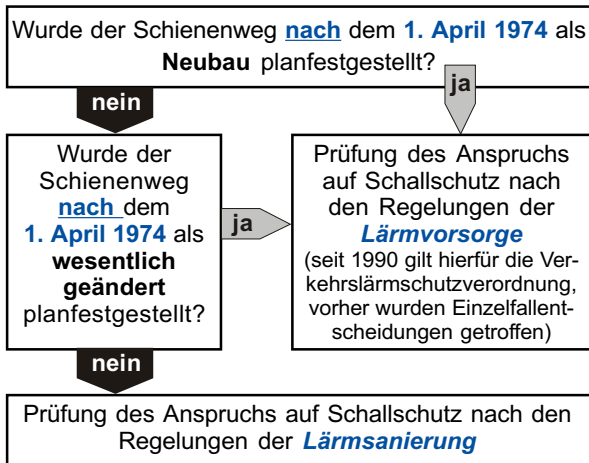 Wurde der Schienenweg nach dem 1. April 1974 als
Neubau planfestgestellt?
nein
ja
Wurde der
Schienenweg
nach dem
1. April 1974 als
wesentlich
geändert
planfestgestellt?
ja
Prüfung des Anspruchs
auf Schallschutz nach
den Regelungen der
Lärmvorsorge
(seit 1990 gilt hierfür die Ver-
kehrslärmschutzverordnung,
vorher wurden Einzelfallent-
scheidungen getroffen)
nein
Prüfung des Anspruchs auf Schallschutz nach den
Regelungen der Lärmsanierung